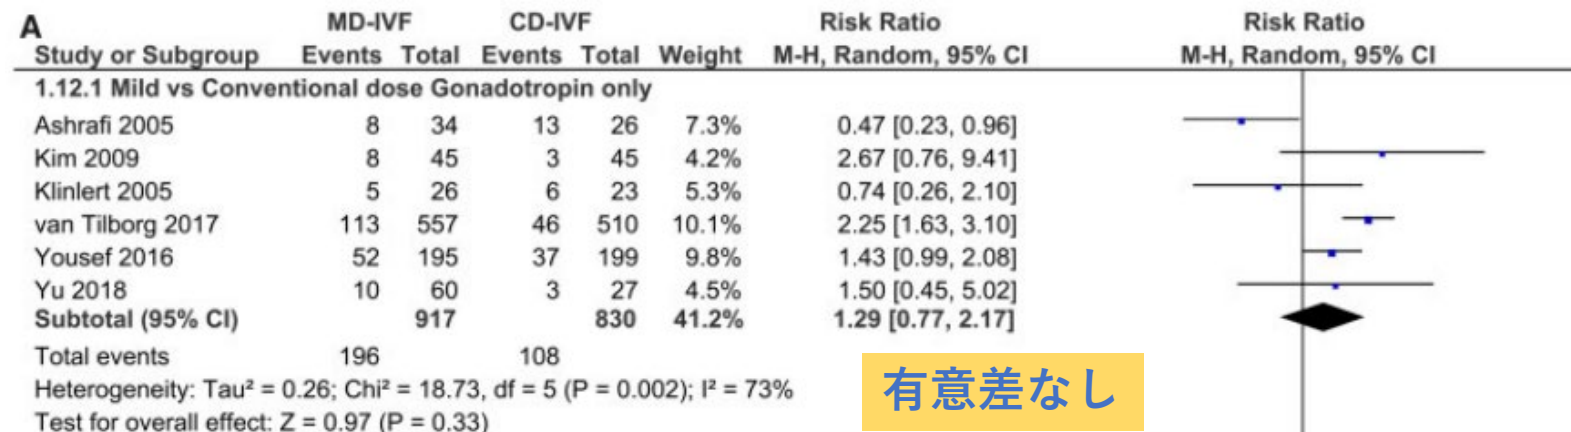 A
MD-IVF CD-IVF Risk Ratio Risk Ratio
Study or Subgroup Events Total Events Total Weight M-H, Random, 95% CI M-H, Random, 95% CI
1.12.1 Mild vs Conventional dose Gonadotropin only
Ashrafi 2005 8 34 13 26 7.3% 0.47 [0.23, 0.96]
Kim 2009 8 45 3 45 4.2% 2.67 [0.76, 9.41]
Klinlert 2005 5 26 6 23 5.3% 0.74 [0.26, 2.10]
van Tilborg 2017 113 557 46 510 10.1% 2.25 [1.63, 3.10]
Yousef 2016 52 195 37 199 9.8% 1.43 [0.99, 2.08]
Yu 2018 10 60 3 27 4.5% 1.50 [0.45, 5.02]
Subtotal (95% CI) 917 830 41.2% 1.29 [0.77, 2.17]
Total events 196 108
Heterogeneity: Tau² = 0.26; Chi² = 18.73, df = 5 (P = 0.002); I² = 73%
Test for overall effect: Z = 0.97 (P = 0.33)
有意差なし